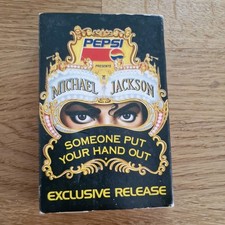 PEPSI
PRESENTS
MICHAEL JACKSON
SOMEONE PUT
YOUR HAND OUT
EXCLUSIVE RELEASE